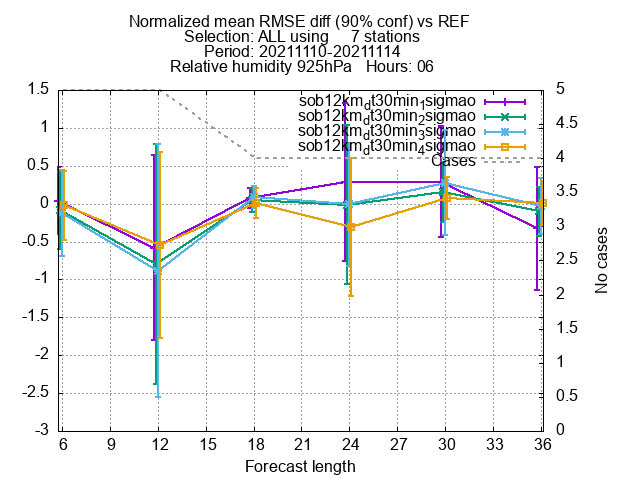 Normalized mean RMSE diff (90% conf) vs REF
Selection: ALL using 7 stations
Period: 20211110-20211114
Relative humidity 925hPa Hours: 06
sob12km_dt30min_1sigmao
sob12km_dt30min_2sigmao
sob12km_dt30min_3sigmao
sob12km_dt30min_4sigmao
Cases
1.5
1
0.5
0
-0.5
-1
-1.5
-2
-2.5
-3
5
4.5
4
3.5
3
2.5
2
1.5
1
0.5
0
No cases
6 9 12 15 18 21 24 27 30 33 36
Forecast length